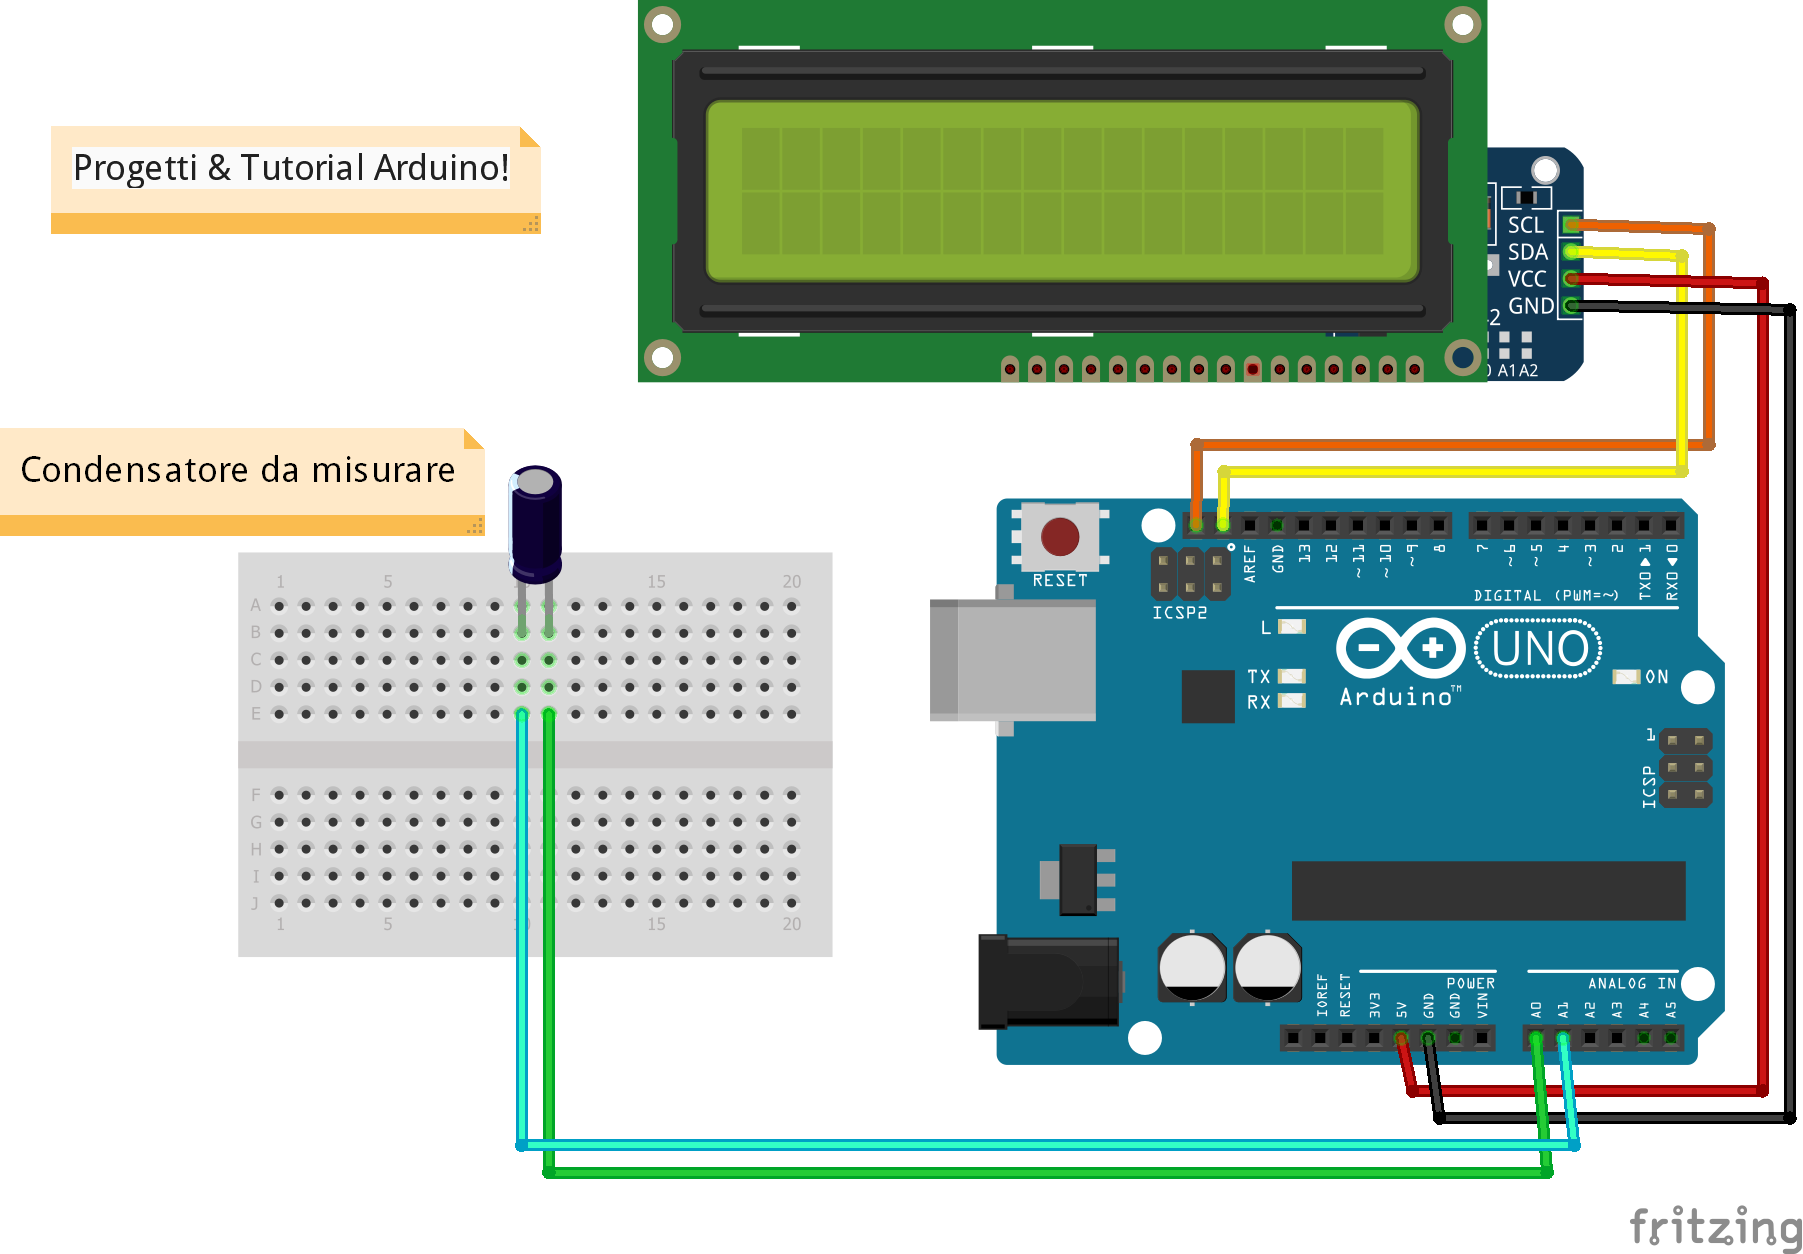 Progetti & Tutorial Arduino!
SCL
SDA
VCC
GND
A1 A2
Condensatore da misurare
1 5 15 20
A
B
C
D
E
F
G
H
I
J
1 5 15 20
RESET
ICSP2
AREF
GND
13
12
~11
~10
~9
8
7
~6
~5
4
~3
2
TX0▶1
RX0◀0
DIGITAL (PWM=~)
L
TX
RX
UNO
Arduino™
ON
1
ICSP
IOREF
RESET
3V3
5V
GND
GND
VIN
POWER
A0
A1
A2
A3
A4
A5
ANALOG IN
fritzing